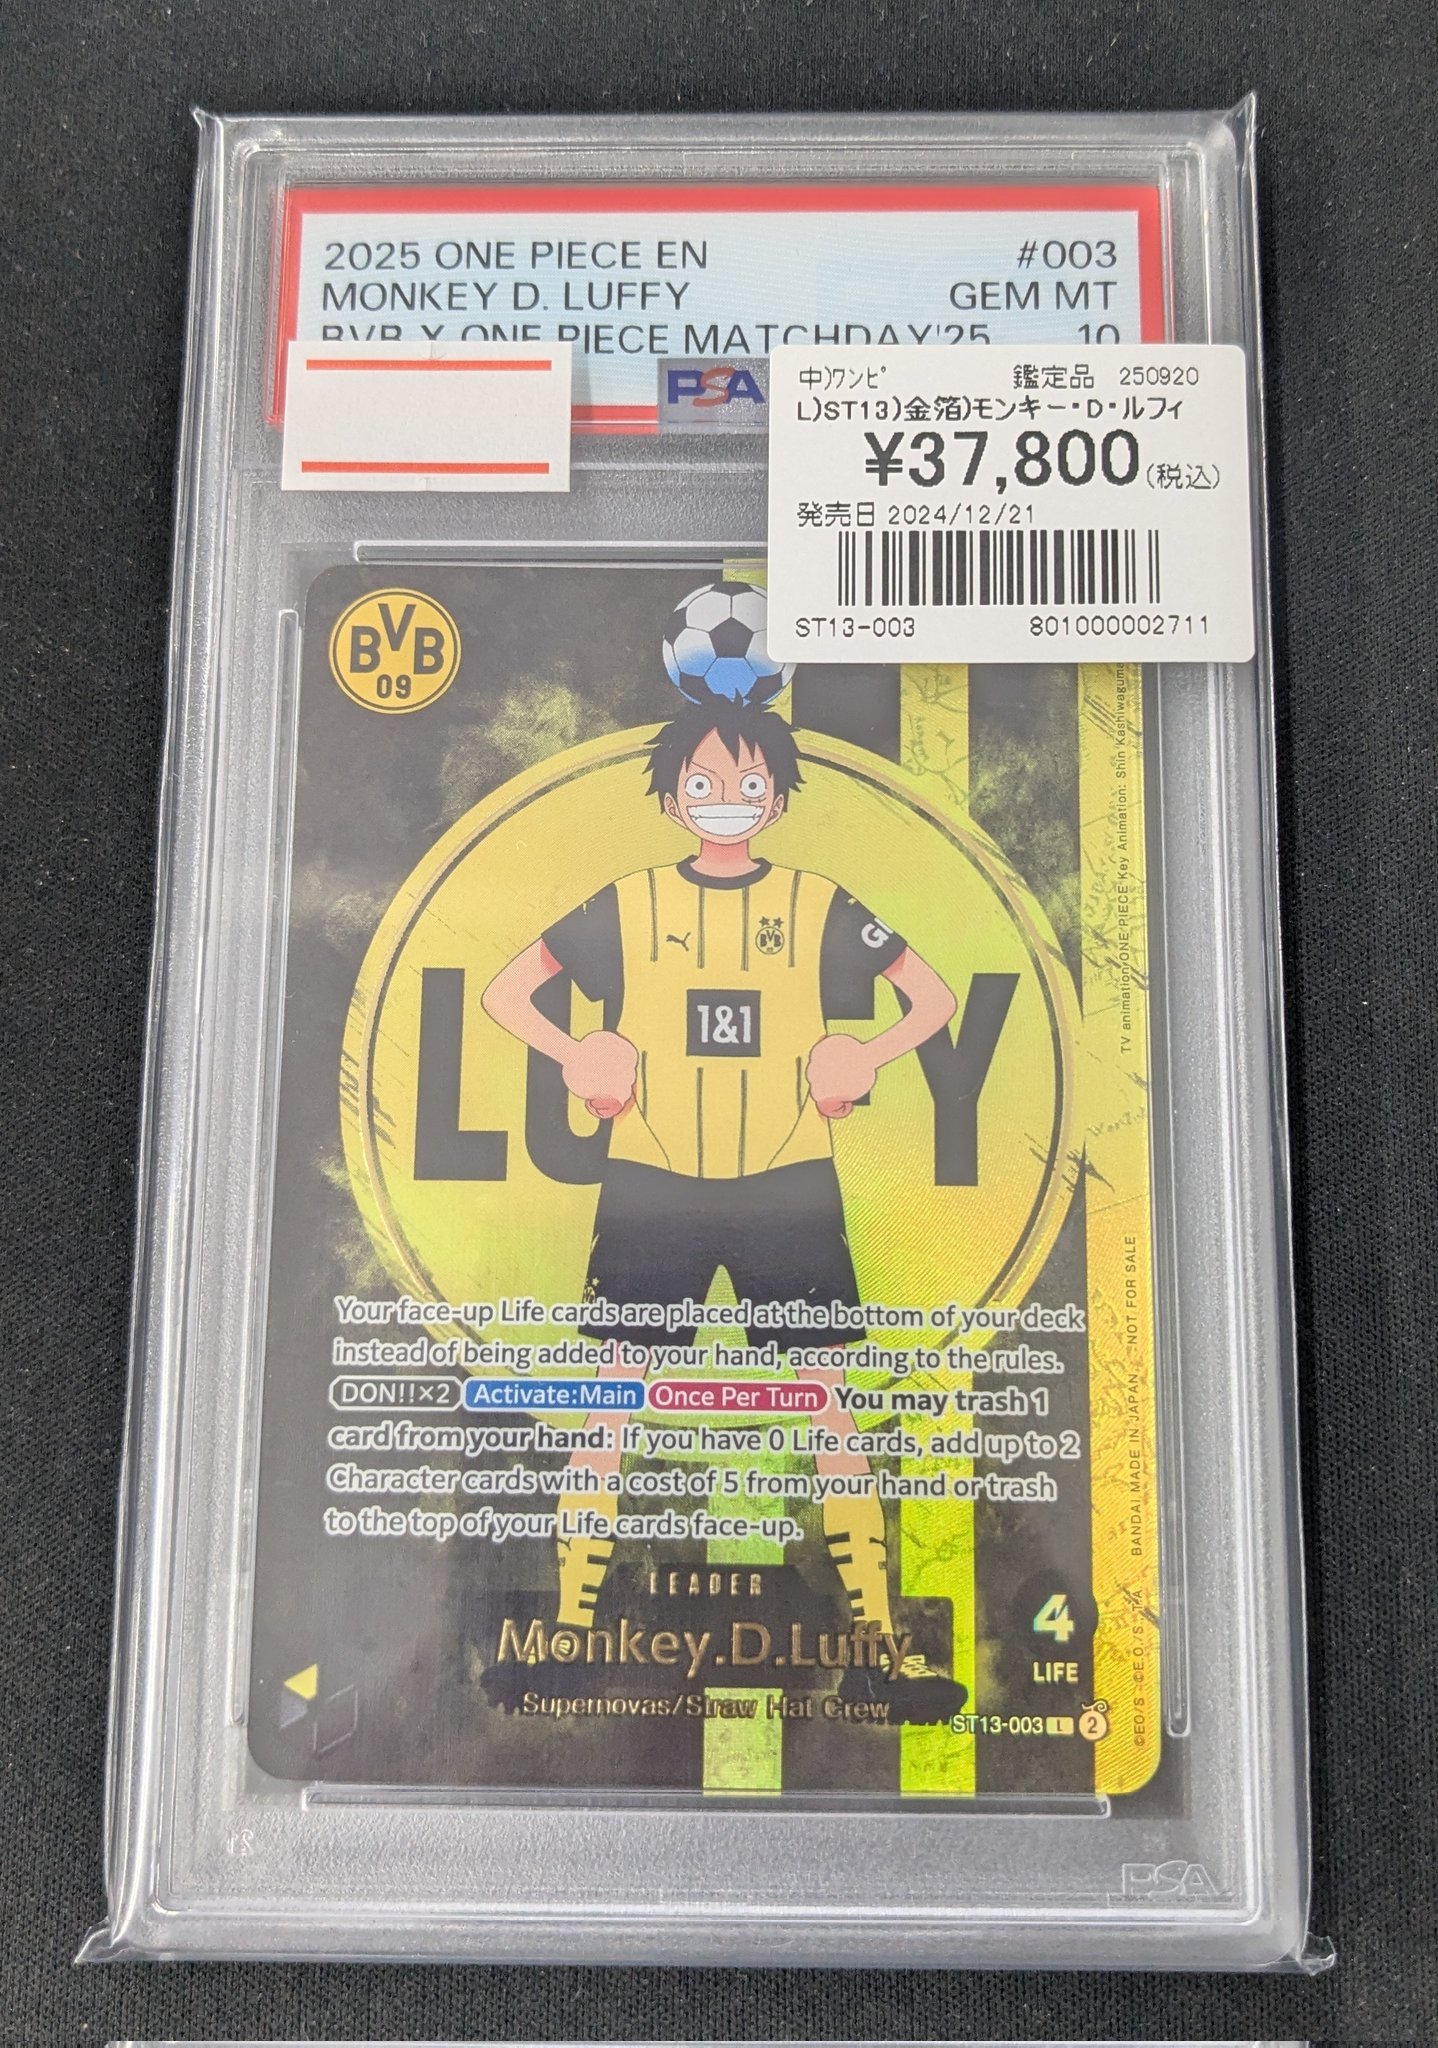 2025 ONE PIECE EN #003
MONKEY D. LUFFY GEM MT
BVB X ONE PIECE MATCHDAY'25 10
PSA
中)ワンピ 鑑定品 250920
L)ST13)金箔)モンキー・D・ルフィ
¥37,800(税込)
発売日 2024/12/21
ST13-003 801000002711
BVB
09
TV animation ONE PIECE Key Animation: Shin Kashiwaguma
BVB
09
1&1
LU FY
Your face-up Life cards are placed at the bottom of your deck
instead of being added to your hand, according to the rules.
DON!!×2 Activate:Main Once Per Turn You may trash 1
card from your hand: If you have 0 Life cards, add up to 2
Character cards with a cost of 5 from your hand or trash
to the top of your Life cards face-up.
BANDAI MADE IN JAPAN NOT FOR SALE
©EO/S ©E.O./S.,T.A.
LEADER
Monkey.D.Luffy
Supernovas/Straw Hat Crew
4
LIFE
ST13-003 L 2
PSA